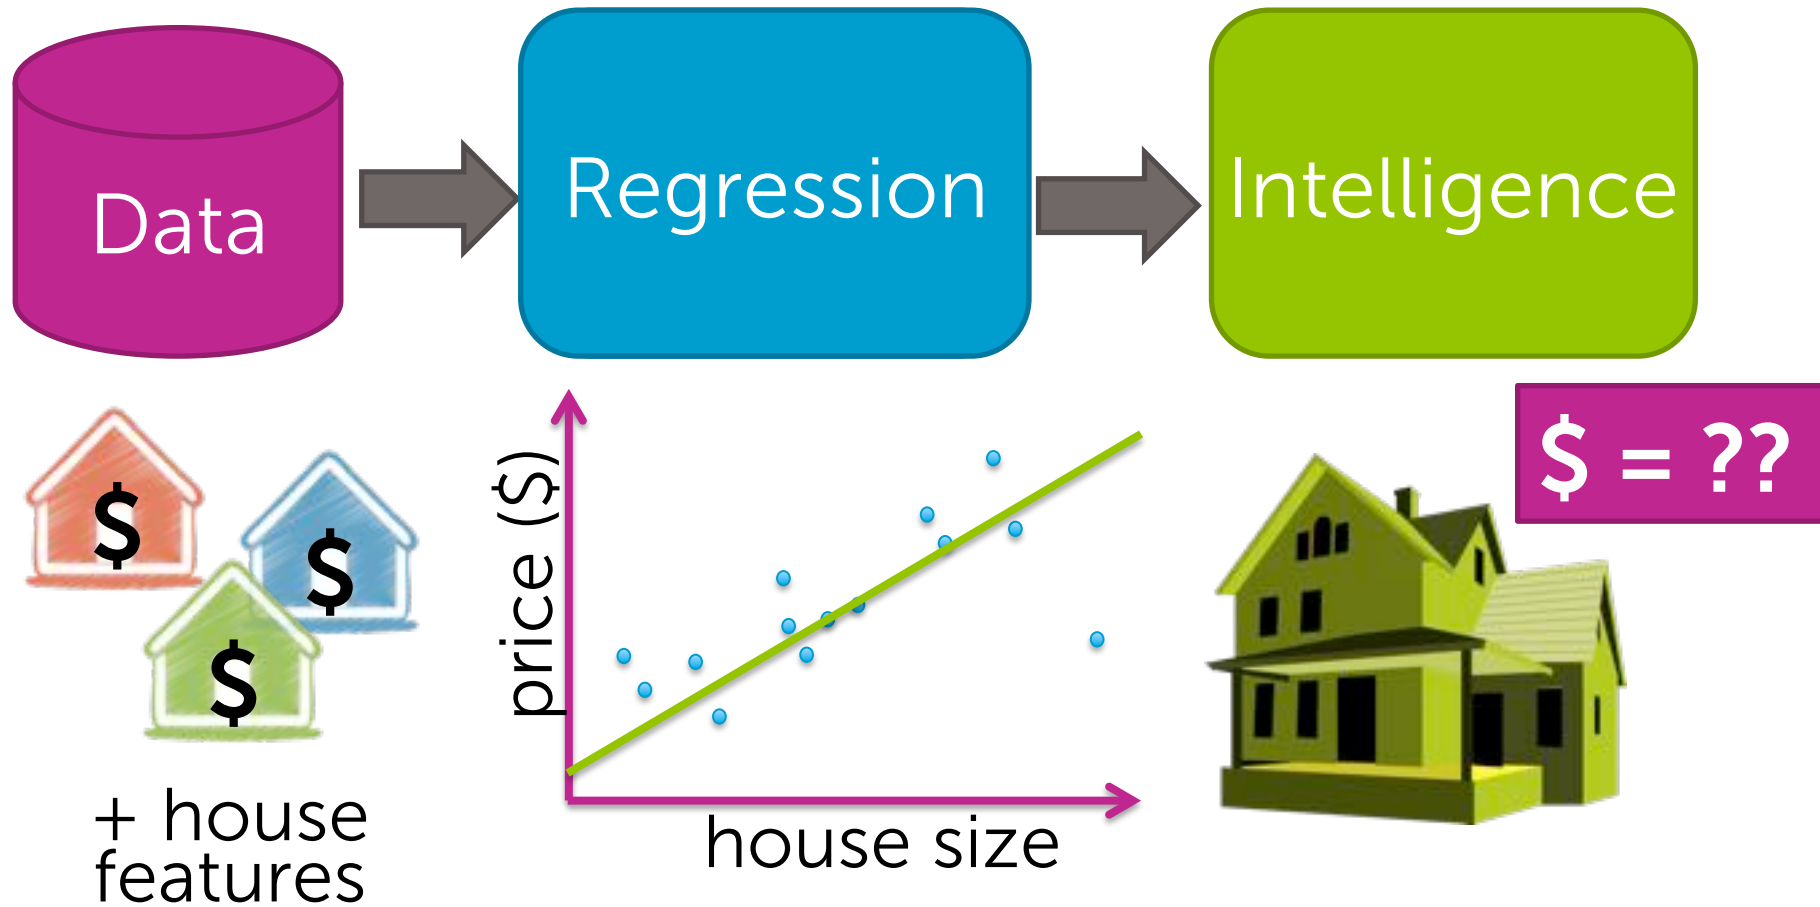 Data
Regression
Intelligence
$
$
$
+ house
features
price ($)
house size
$ = ??